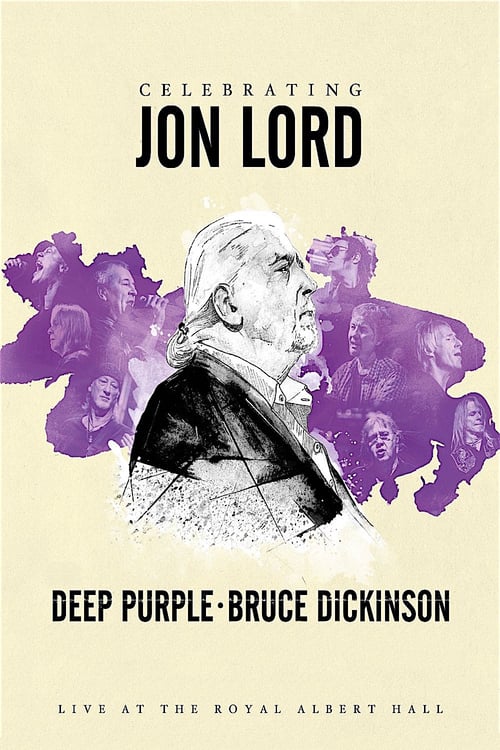 CELEBRATING
JON LORD
DEEP PURPLE · BRUCE DICKINSON
LIVE AT THE ROYAL ALBERT HALL